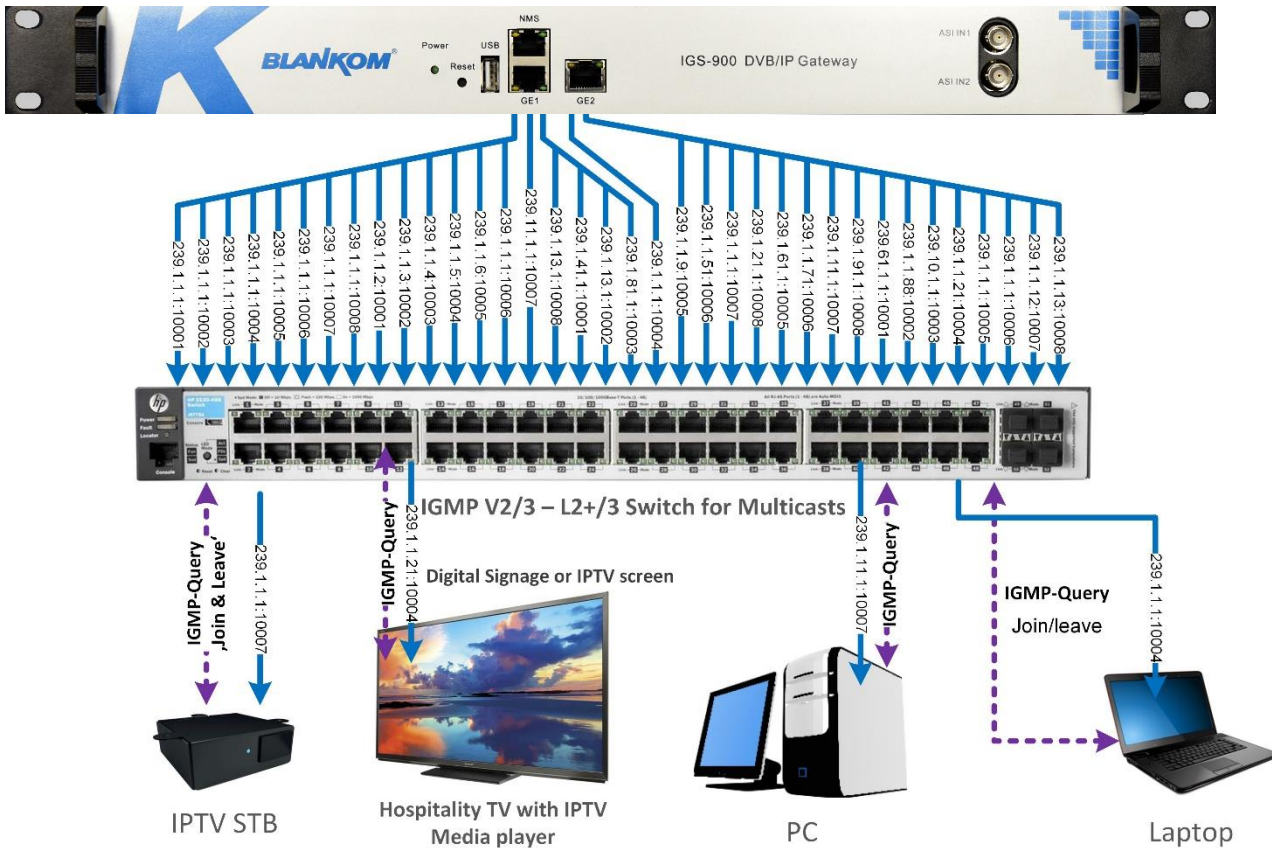 BLANKOM®
Power
Reset
USB
NMS
GE1
GE2
IGS-900 DVB/IP Gateway
ASI IN1
ASI IN2
239.1.1.1:10001
239.1.1.1:10002
239.1.1.1:10003
239.1.1.1:10004
239.1.1.1:10005
239.1.1.1:10006
239.1.1.1:10007
239.1.1.1:10008
239.1.1.2:10001
239.1.1.3:10002
239.1.1.4:10003
239.1.1.5:10004
239.1.1.6:10005
239.1.1.1:10006
239.11.1.1:10007
239.1.13.1:10008
239.1.41.1:10001
239.1.13.1:10002
239.1.81.1:10003
239.1.1.1:10004
239.1.1.9:10005
239.1.1.51:10006
239.1.1.1:10007
239.1.21.1:10008
239.1.61.1:10005
239.1.1.71:10006
239.1.11.1:10007
239.1.91.1:10008
239.61.1.1:10001
239.1.1.88:10002
239.10.1.1:10003
239.1.1.21:10004
239.1.1.1:10005
239.1.1.1:10006
239.1.1.12:10007
239.1.1.13:10008
hp
Power
Fault
Locator
Console
IGMP V2/3 – L2+/3 Switch for Multicasts
IGMP-Query
‚Join & Leave‘
239.1.1.1:10007
IGMP-Query
239.1.1.21:10004
Digital Signage or IPTV screen
239.1.11.1:10007
IGMP-Query
IGMP-Query
Join/leave
239.1.1.1:10004
IPTV STB
Hospitality TV with IPTV
Media player
PC
Laptop